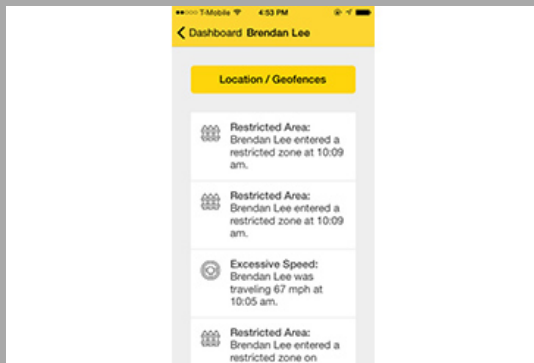 T-Mobile 4:53 PM
Dashboard Brendan Lee
Location / Geofences
Restricted Area:
Brendan Lee entered a
restricted zone at 10:09
am.
Restricted Area:
Brendan Lee entered a
restricted zone at 10:09
am.
Excessive Speed:
Brendan Lee was
traveling 67 mph at
10:05 am.
Restricted Area:
Brendan Lee entered a
restricted zone on